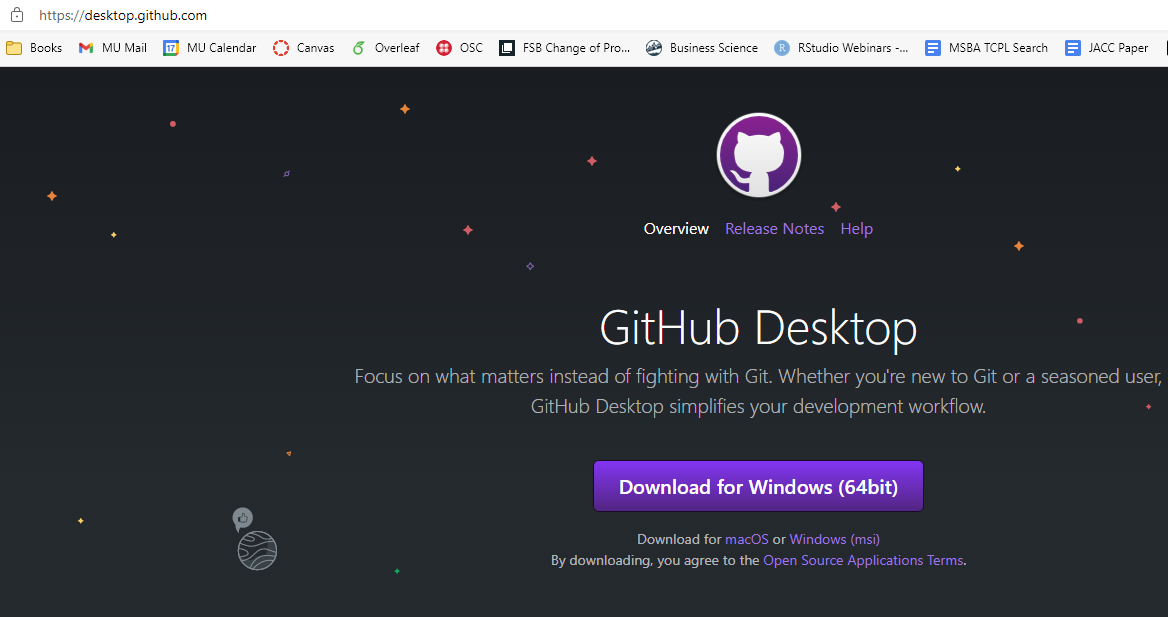 https://desktop.github.com
Books MU Mail 17 MU Calendar Canvas Overleaf OSC FSB Change of Pro... Business Science R RStudio Webinars -... MSBA TCPL Search JACC Paper
Overview Release Notes Help
GitHub Desktop
Focus on what matters instead of fighting with Git. Whether you're new to Git or a seasoned user,
GitHub Desktop simplifies your development workflow.
Download for Windows (64bit)
Download for macOS or Windows (msi)
By downloading, you agree to the Open Source Applications Terms.